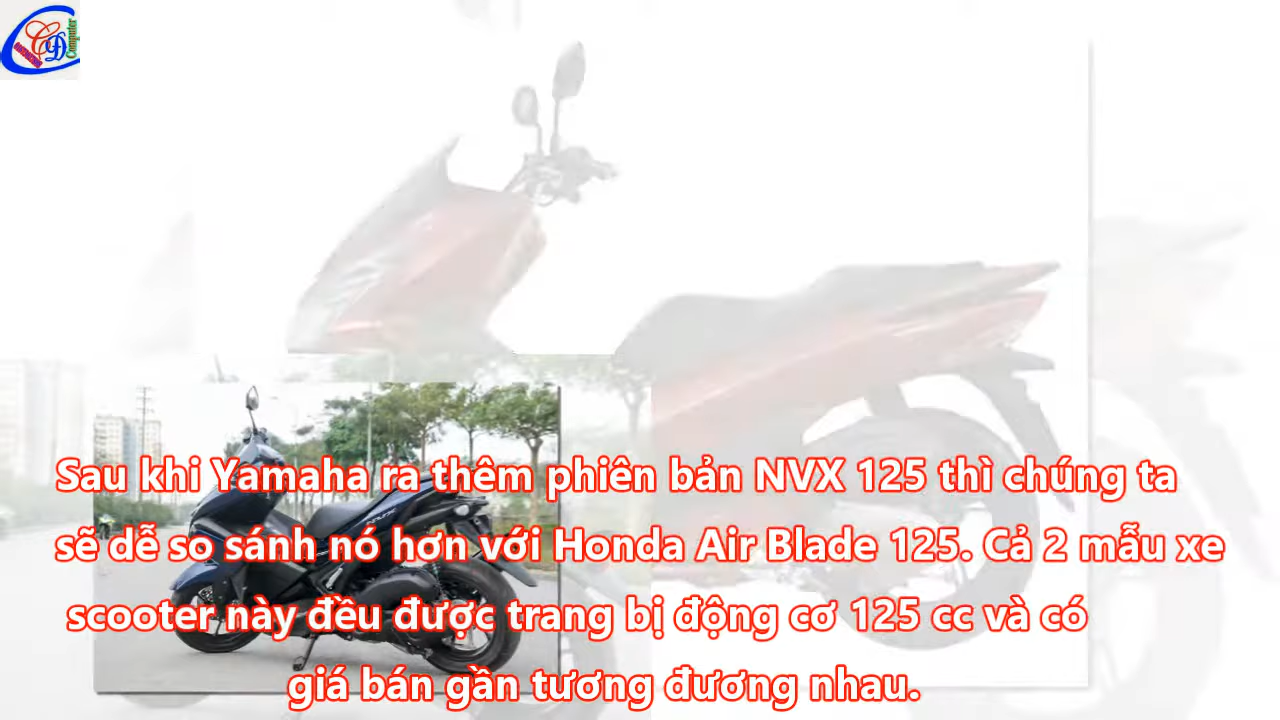 Computer
Sau khi Yamaha ra thêm phiên bản NVX 125 thì chúng ta
sẽ dễ so sánh nó hơn với Honda Air Blade 125. Cả 2 mẫu xe
scooter này đều được trang bị động cơ 125 cc và có
giá bán gần tương đương nhau.
NVX